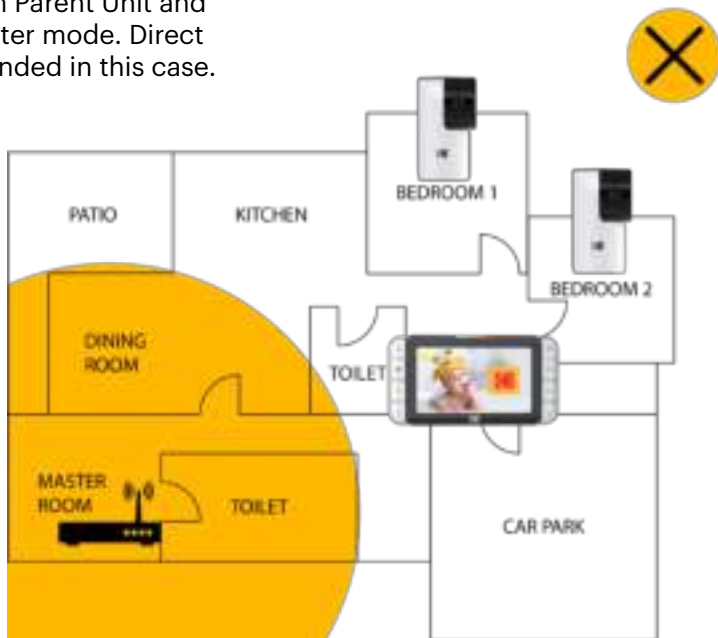 n Parent Unit and
ter mode. Direct
nded in this case.
BEDROOM 1
PATIO
KITCHEN
BEDROOM 2
DINING
ROOM
TOILET
MASTER
ROOM
TOILET
CAR PARK